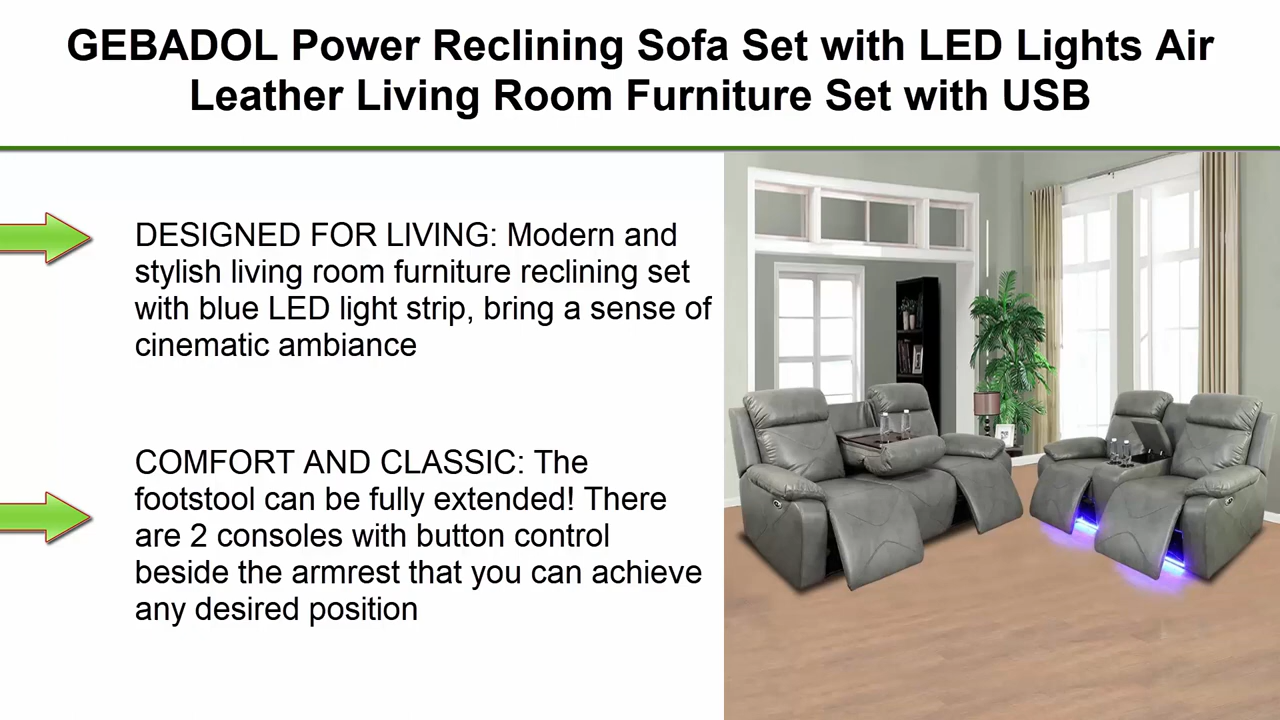 GEBADOL Power Reclining Sofa Set with LED Lights Air
Leather Living Room Furniture Set with USB
DESIGNED FOR LIVING: Modern and
stylish living room furniture reclining set
with blue LED light strip, bring a sense of
cinematic ambiance
COMFORT AND CLASSIC: The
footstool can be fully extended! There
are 2 consoles with button control
beside the armrest that you can achieve
any desired position